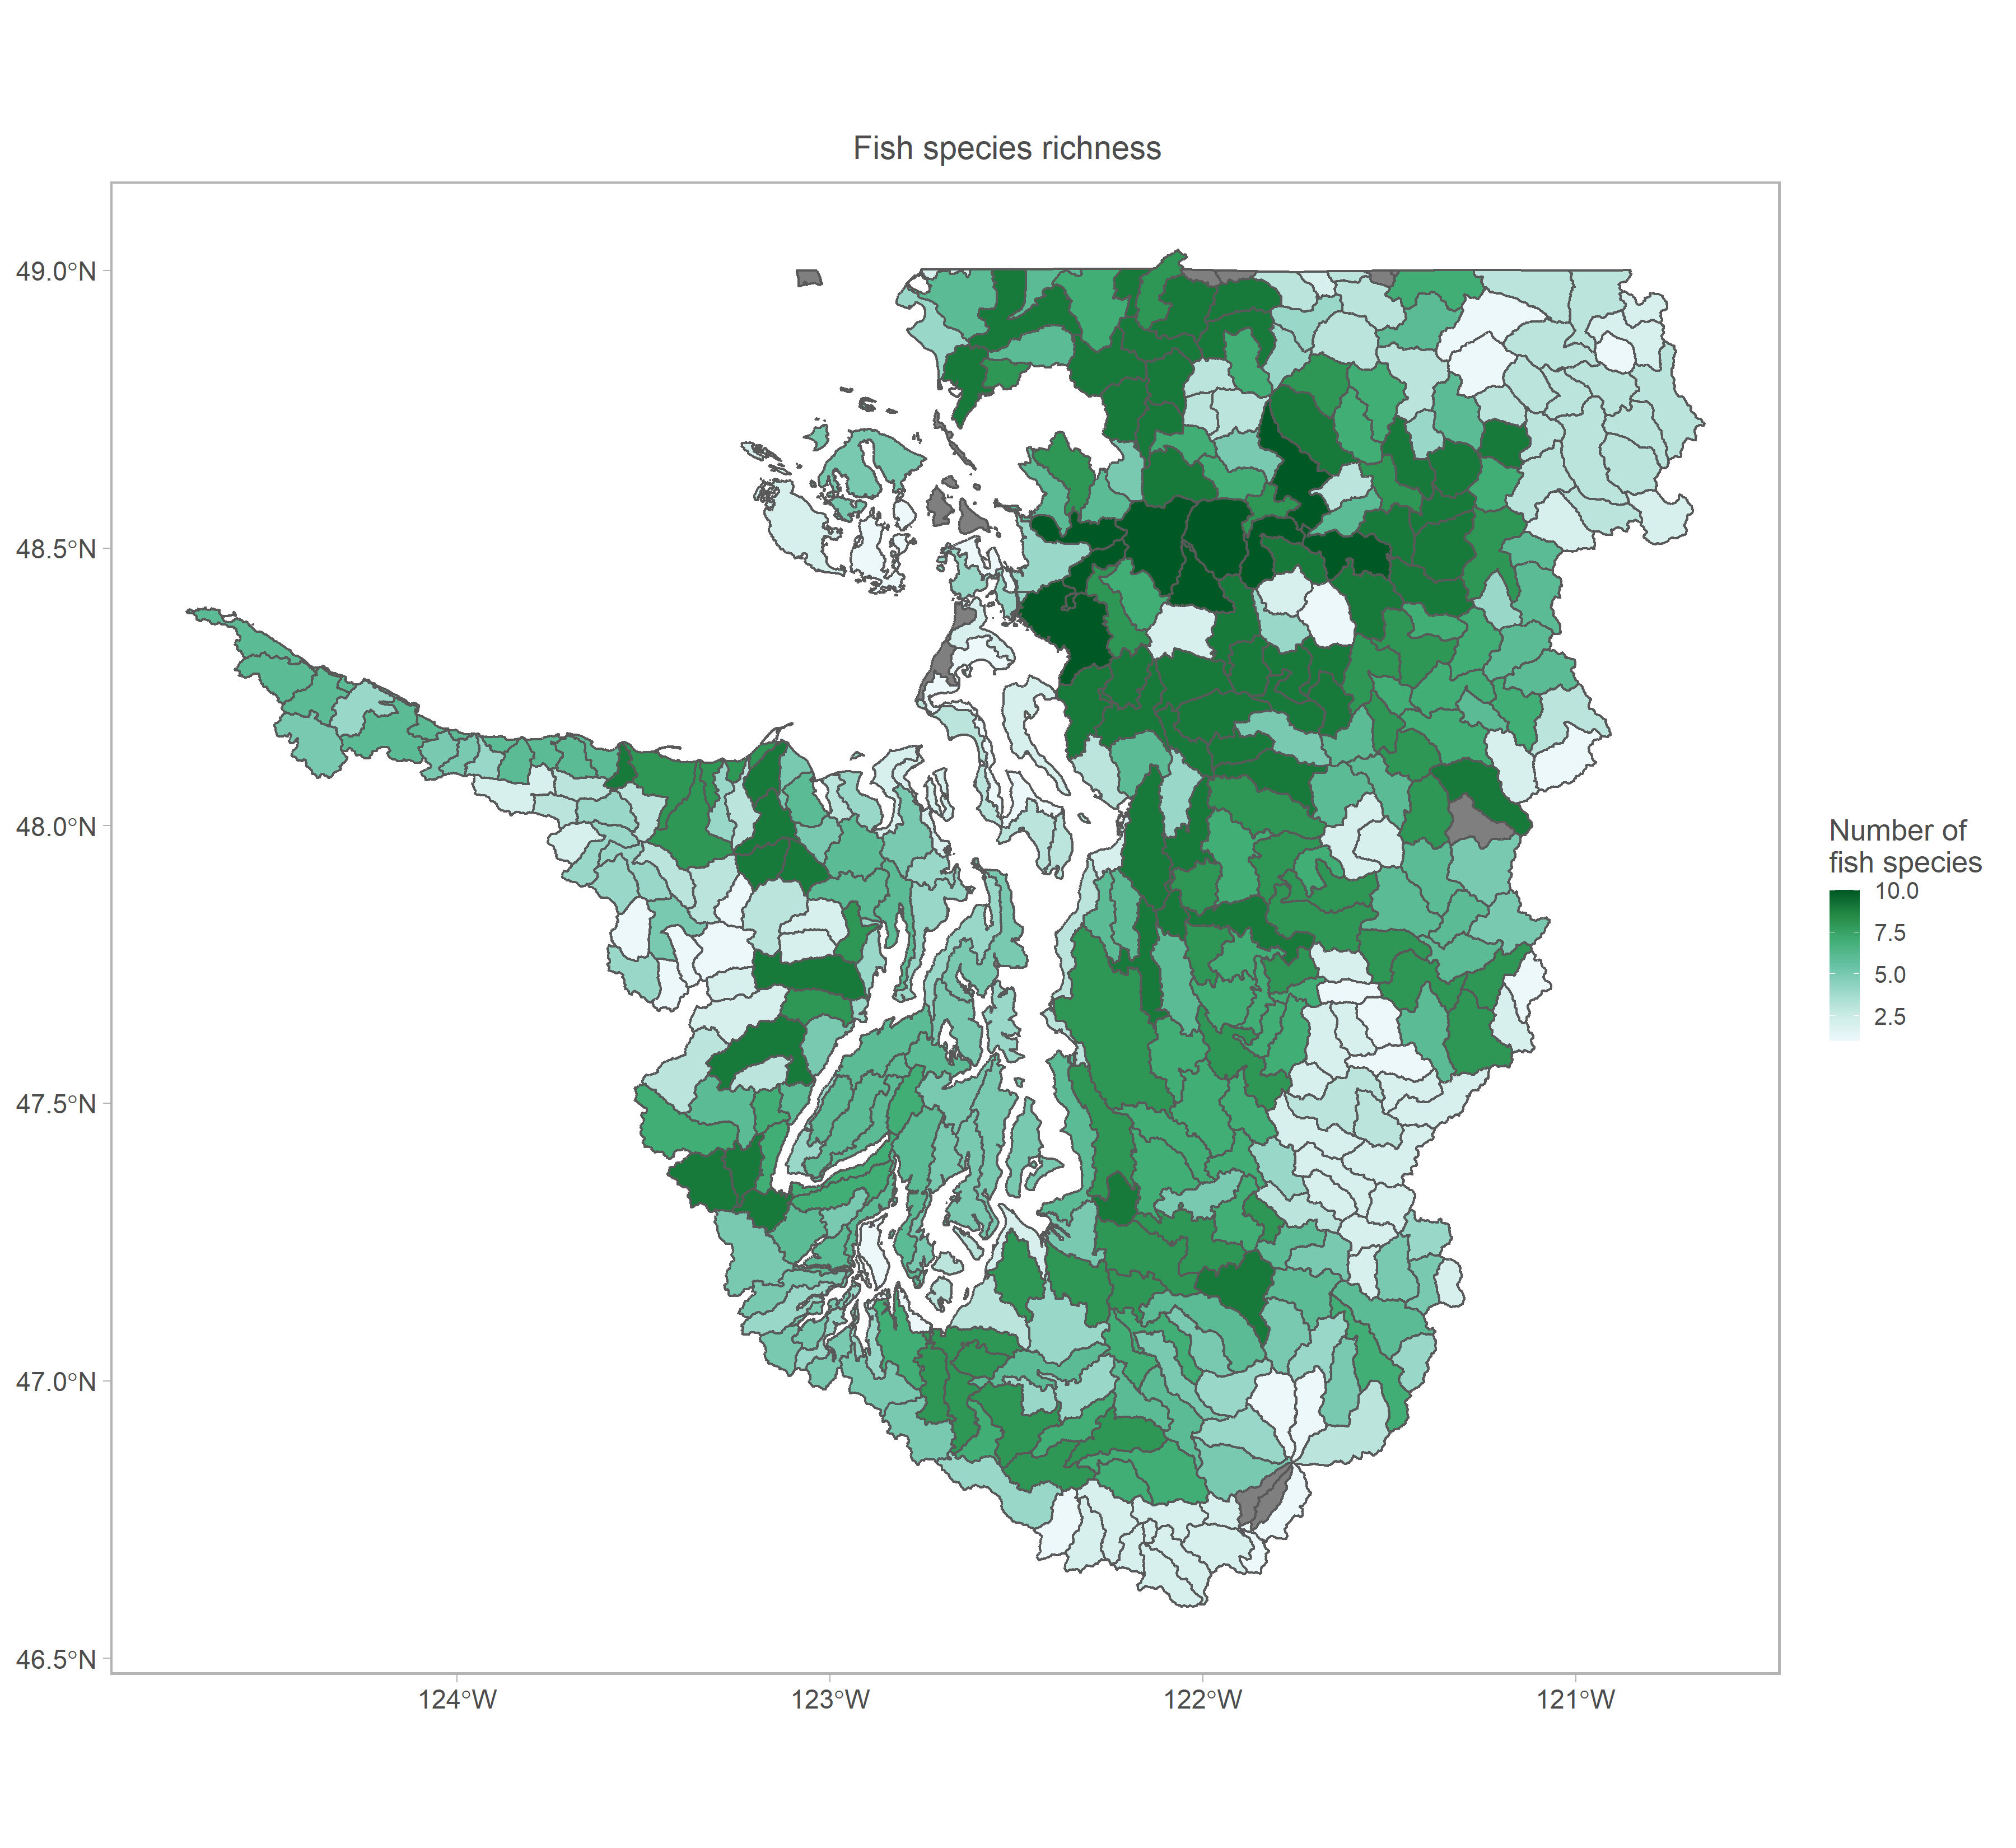 Fish species richness
49.0°N
48.5°N
48.0°N
47.5°N
47.0°N
46.5°N
124°W
123°W
122°W
121°W
Number of
fish species
10.0
7.5
5.0
2.5